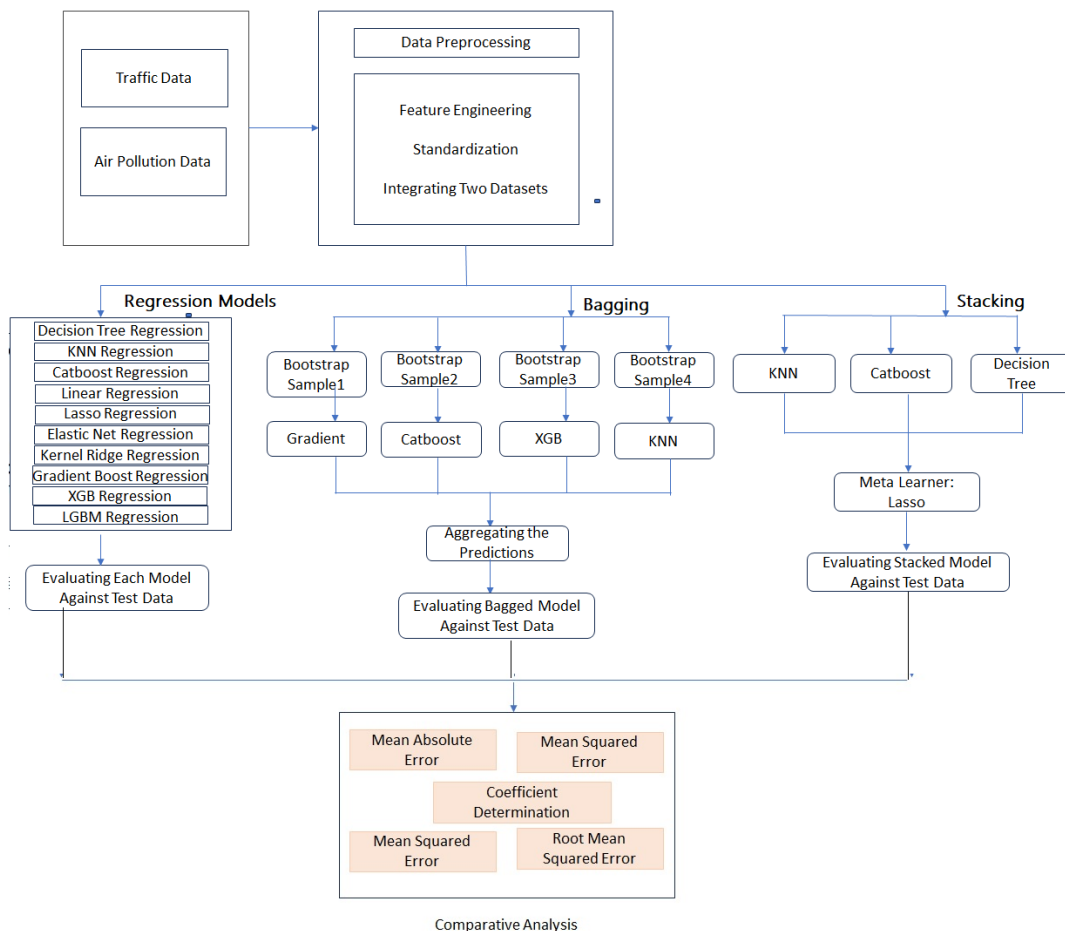 Traffic Data
Air Pollution Data
Data Preprocessing
Feature Engineering
Standardization
Integrating Two Datasets
Regression Models
Decision Tree Regression
KNN Regression
Catboost Regression
Linear Regression
Lasso Regression
Elastic Net Regression
Kernel Ridge Regression
Gradient Boost Regression
XGB Regression
LGBM Regression
Evaluating Each Model
Against Test Data
Bagging
Bootstrap
Sample1
Bootstrap
Sample2
Bootstrap
Sample3
Bootstrap
Sample4
Gradient
Catboost
XGB
KNN
Aggregating the
Predictions
Evaluating Bagged Model
Against Test Data
Stacking
KNN
Catboost
Decision
Tree
Meta Learner:
Lasso
Evaluating Stacked Model
Against Test Data
Mean Absolute
Error
Mean Squared
Error
Coefficient
Determination
Mean Squared
Error
Root Mean
Squared Error
Comparative Analysis